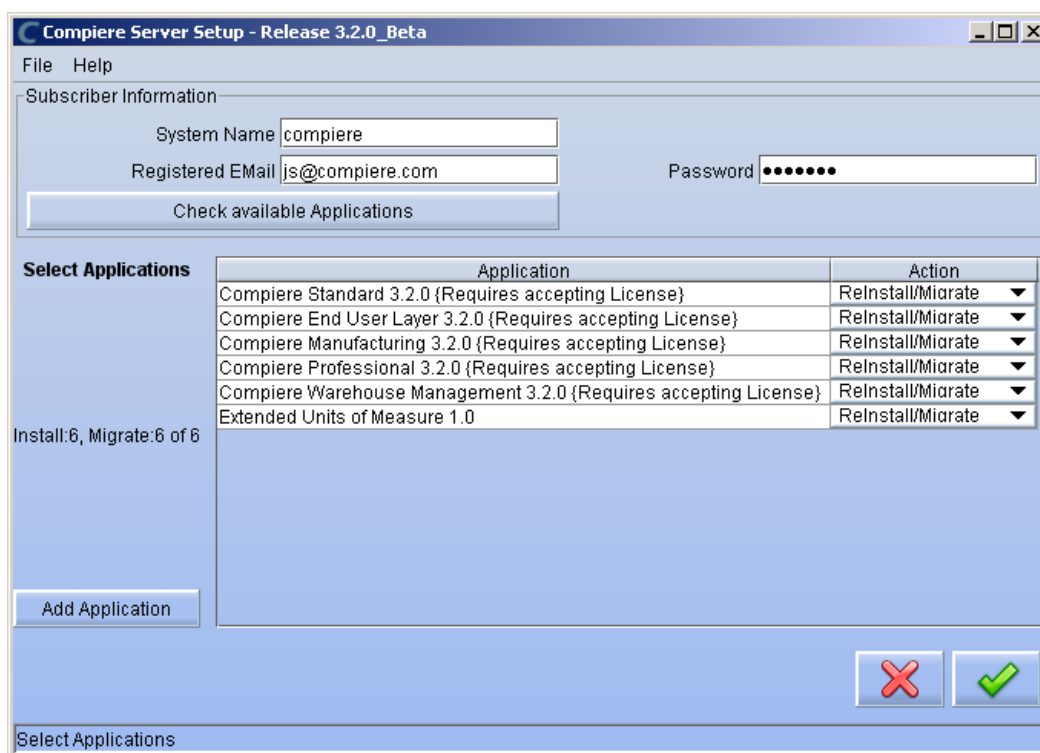 Compiere Server Setup - Release 3.2.0_Beta
File Help
Subscriber Information
System Name compiere
Registered EMail js@compiere.com Password •••••••
Check available Applications
Select Applications Application Action
Compiere Standard 3.2.0 {Requires accepting License} ReInstall/Migrate
Compiere End User Layer 3.2.0 {Requires accepting License} ReInstall/Migrate
Compiere Manufacturing 3.2.0 {Requires accepting License} ReInstall/Migrate
Compiere Professional 3.2.0 {Requires accepting License} ReInstall/Migrate
Compiere Warehouse Management 3.2.0 {Requires accepting License} ReInstall/Migrate
Extended Units of Measure 1.0 ReInstall/Migrate
Install:6, Migrate:6 of 6
Add Application
Select Applications